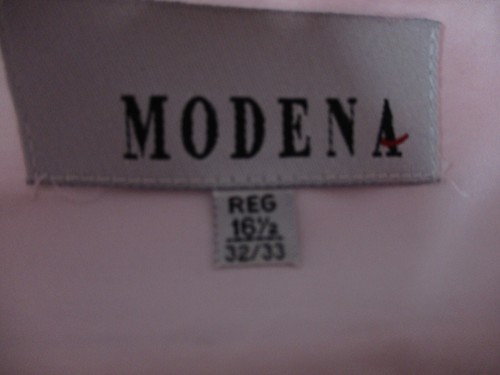 MODENA
REG
16½
32/33